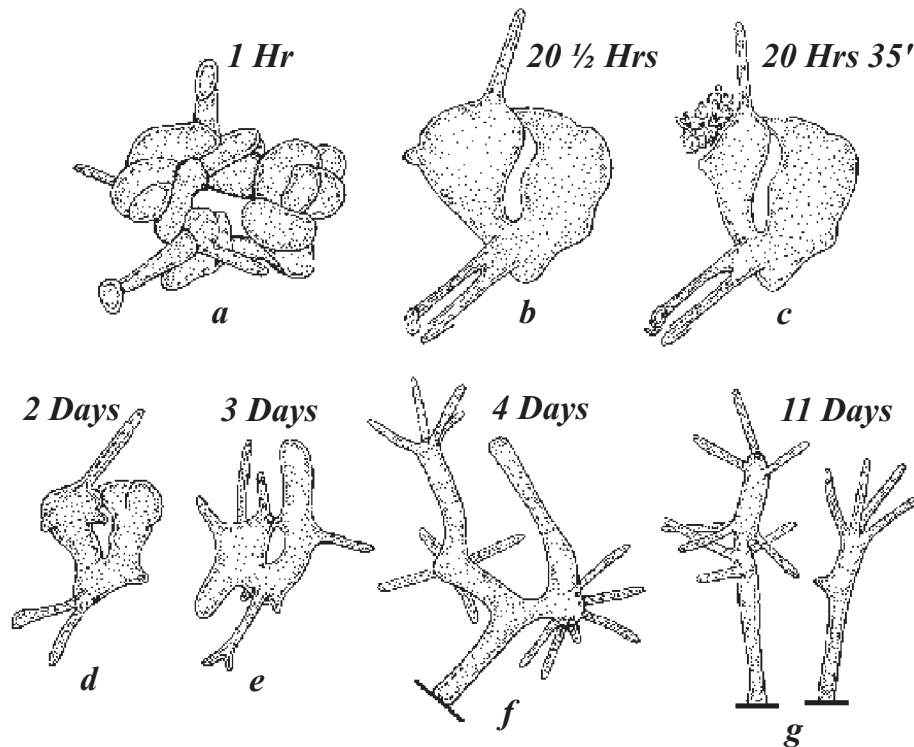 1 Hr
20 ½ Hrs
20 Hrs 35'
a
b
c
2 Days
3 Days
4 Days
11 Days
d
e
f
g